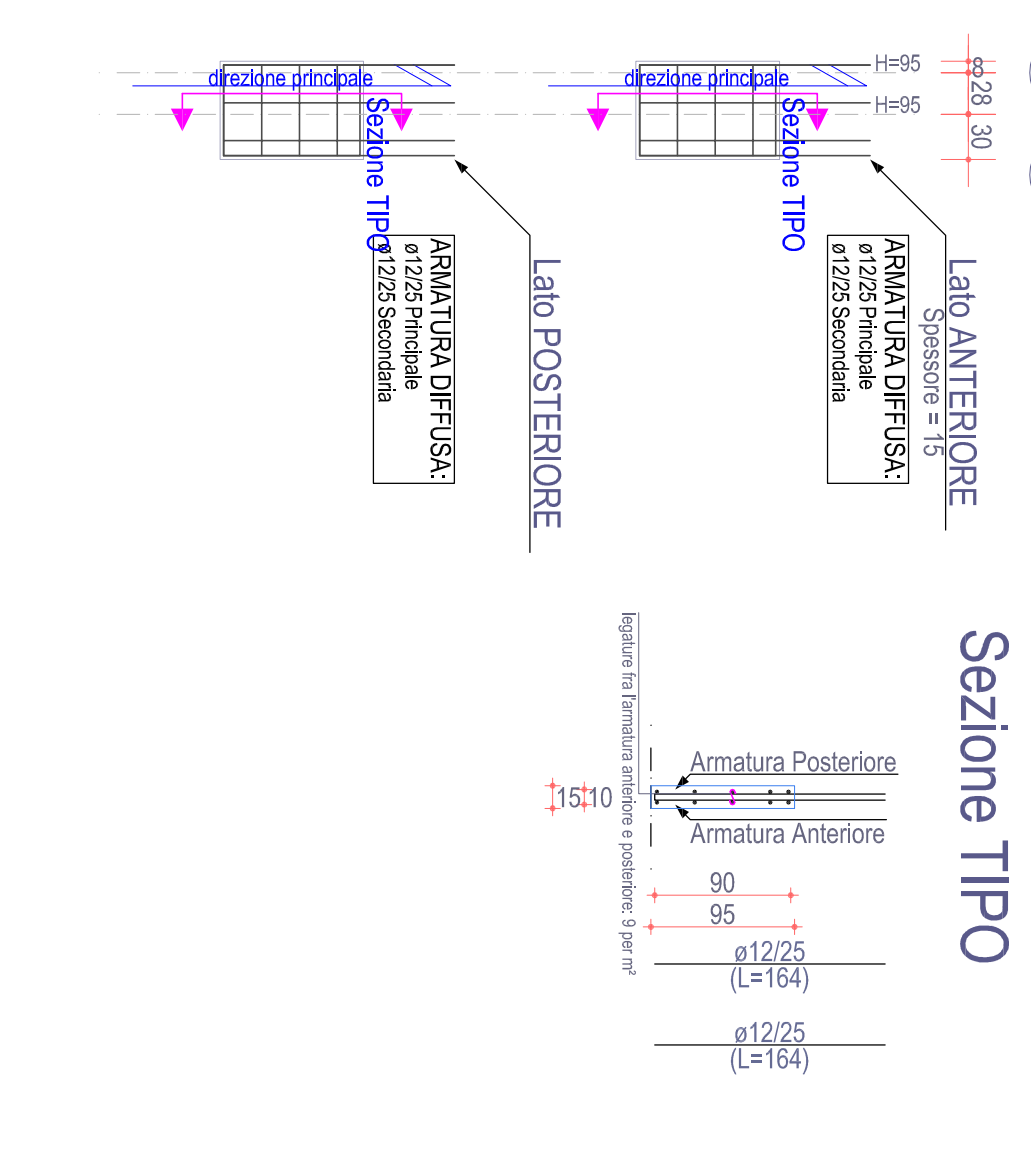 direzione principale
direzione principale
H=95
H=95
8
28
30
Sezione TIPO
Sezione TIPO
ARMATURA DIFFUSA:
ø12/25 Principale
ø12/25 Secondaria
Lato POSTERIORE
ARMATURA DIFFUSA:
ø12/25 Principale
ø12/25 Secondaria
Lato ANTERIORE
Spessore = 15
Sezione TIPO
legature fra l'armatura anteriore e posteriore: 9 per m²
Armatura Posteriore
15
10
Armatura Anteriore
90
95
ø12/25
(L=164)
ø12/25
(L=164)